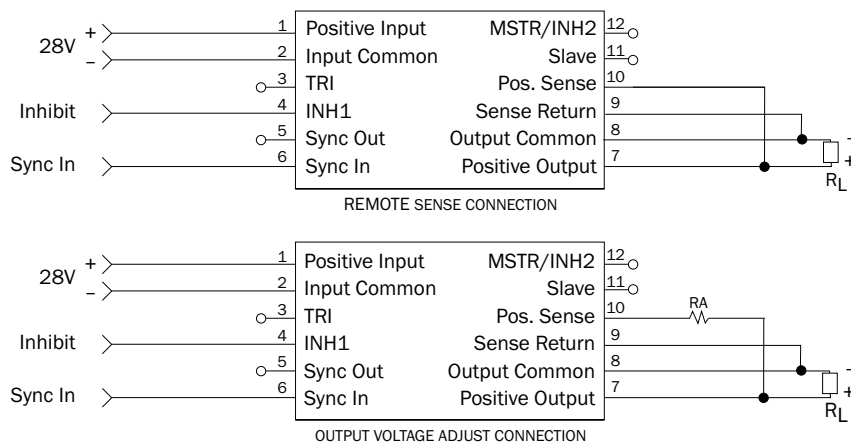 + 1 Positive Input MSTR/INH2 12
28V
– 2 Input Common Slave 11
3 TRI Pos. Sense 10
Inhibit 4 INH1 Sense Return 9
5 Sync Out Output Common 8 –
Sync In 6 Sync In Positive Output 7 +
RL
REMOTE SENSE CONNECTION
+ 1 Positive Input MSTR/INH2 12
28V
– 2 Input Common Slave 11
3 TRI Pos. Sense 10 RA
Inhibit 4 INH1 Sense Return 9
5 Sync Out Output Common 8 –
Sync In 6 Sync In Positive Output 7 +
RL
OUTPUT VOLTAGE ADJUST CONNECTION